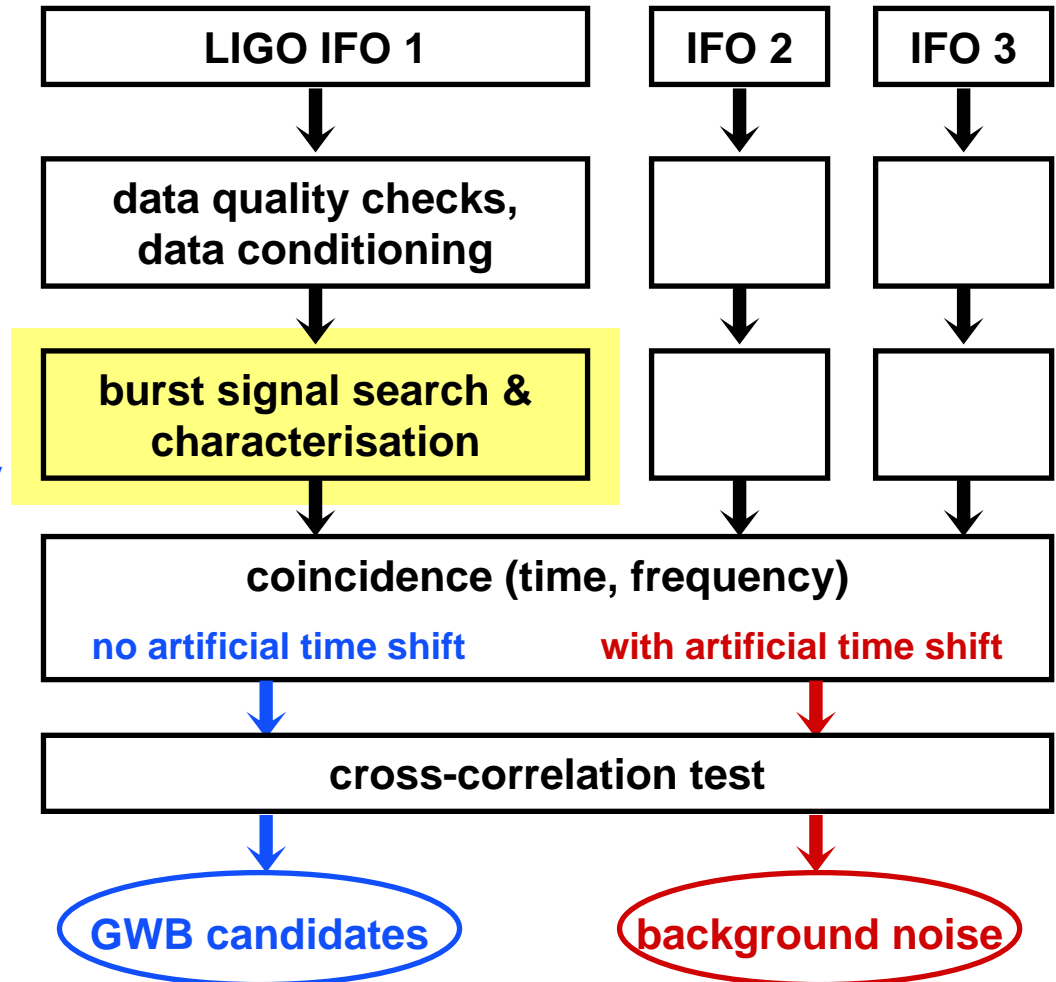 LIGO IFO 1
IFO 2
IFO 3
data quality checks,
data conditioning
burst signal search &
characterisation
coincidence (time, frequency)
no artificial time shift
with artificial time shift
cross-correlation test
GWB candidates
background noise